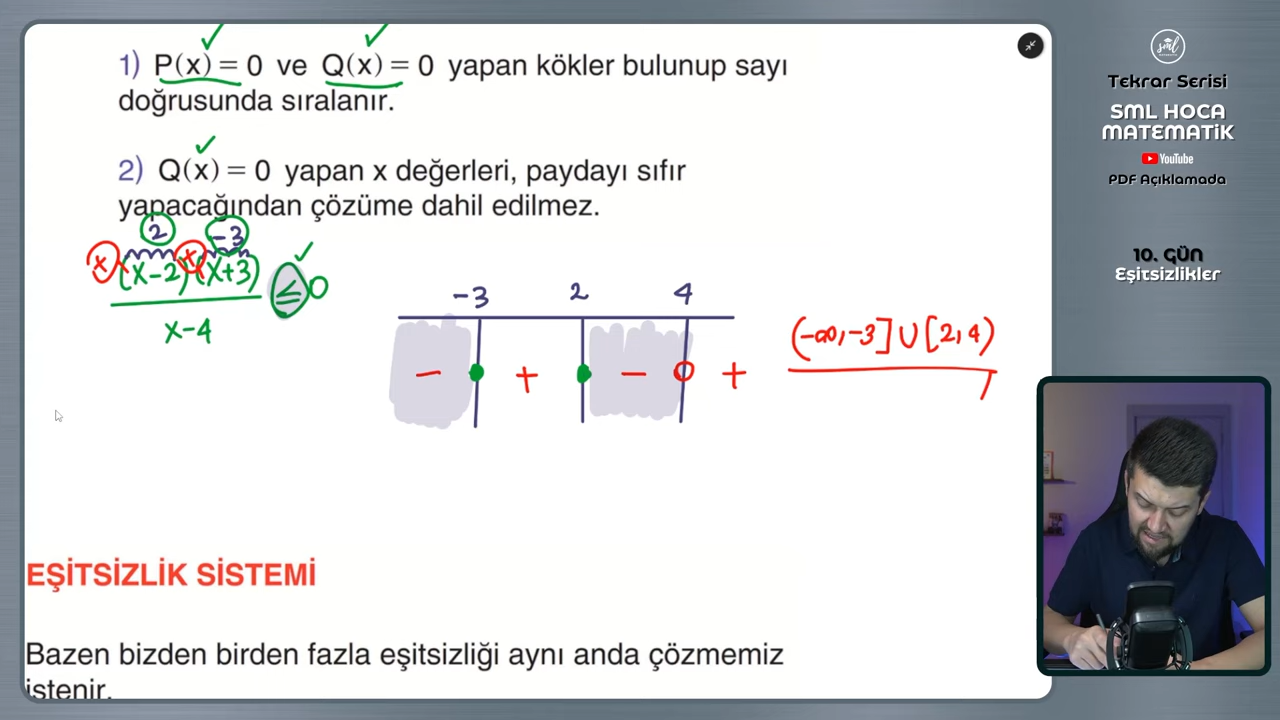 1) P(x) = 0 ve Q(x) = 0 yapan kökler bulunup sayı
doğrusunda sıralanır.
2) Q(x) = 0 yapan x değerleri, paydayı sıfır
yapacağından çözüme dahil edilmez.
2 -3
x x
(x-2) (x+3) ≤ 0
x-4
-3 2 4
- + - +
(-∞,-3] ∪ [2,4)
EŞİTSİZLİK SİSTEMİ
Bazen bizden birden fazla eşitsizliği aynı anda çözmemiz
istenir.
sml
Tekrar Serisi
SML HOCA
MATEMATİK
YouTube
PDF Açıklamada
10. GÜN
Eşitsizlikler